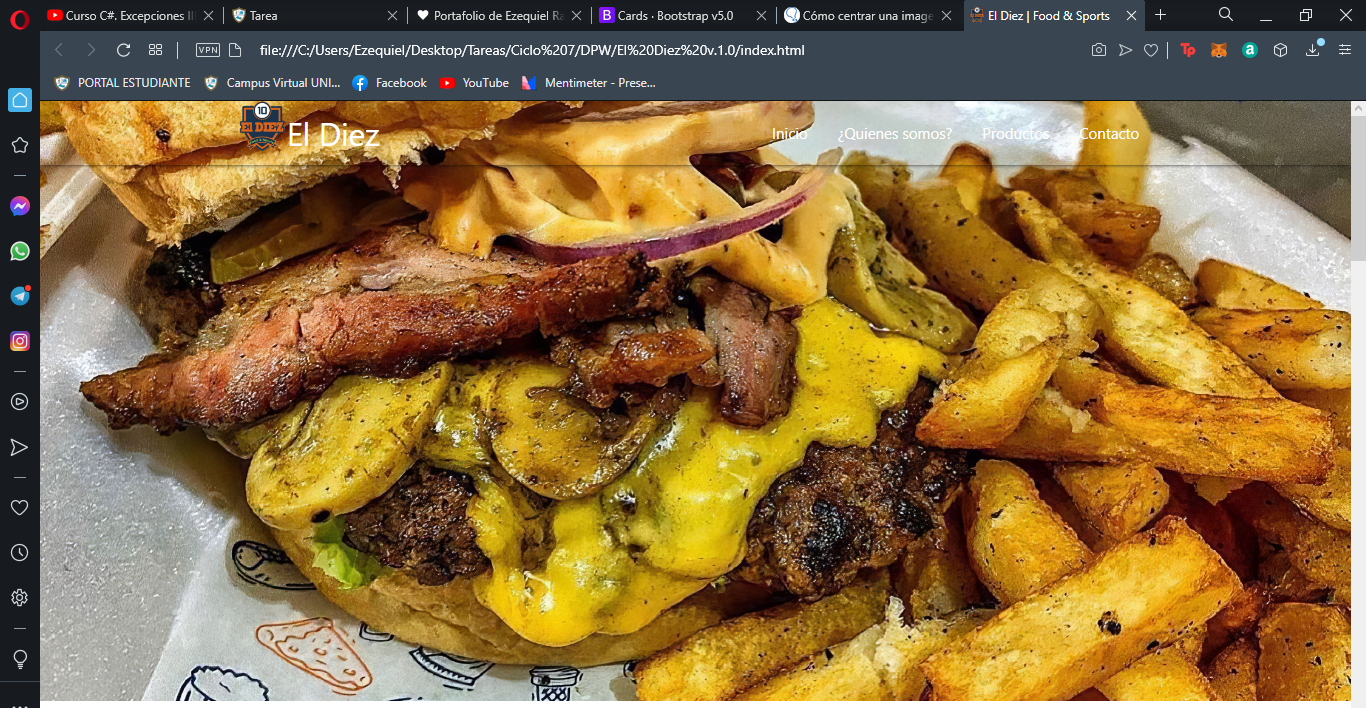 Curso C#. Excepciones II
Tarea
Portafolio de Ezequiel Ra
Cards · Bootstrap v5.0
Cómo centrar una image
El Diez | Food & Sports
VPN
file:///C:/Users/Ezequiel/Desktop/Tareas/Ciclo%207/DPW/El%20Diez%20v.1.0/index.html
Tp
a
PORTAL ESTUDIANTE
Campus Virtual UNI...
Facebook
YouTube
Mentimeter - Prese...
10
EL DIEZ
El Diez
Inicio
¿Quienes somos?
Productos
Contacto